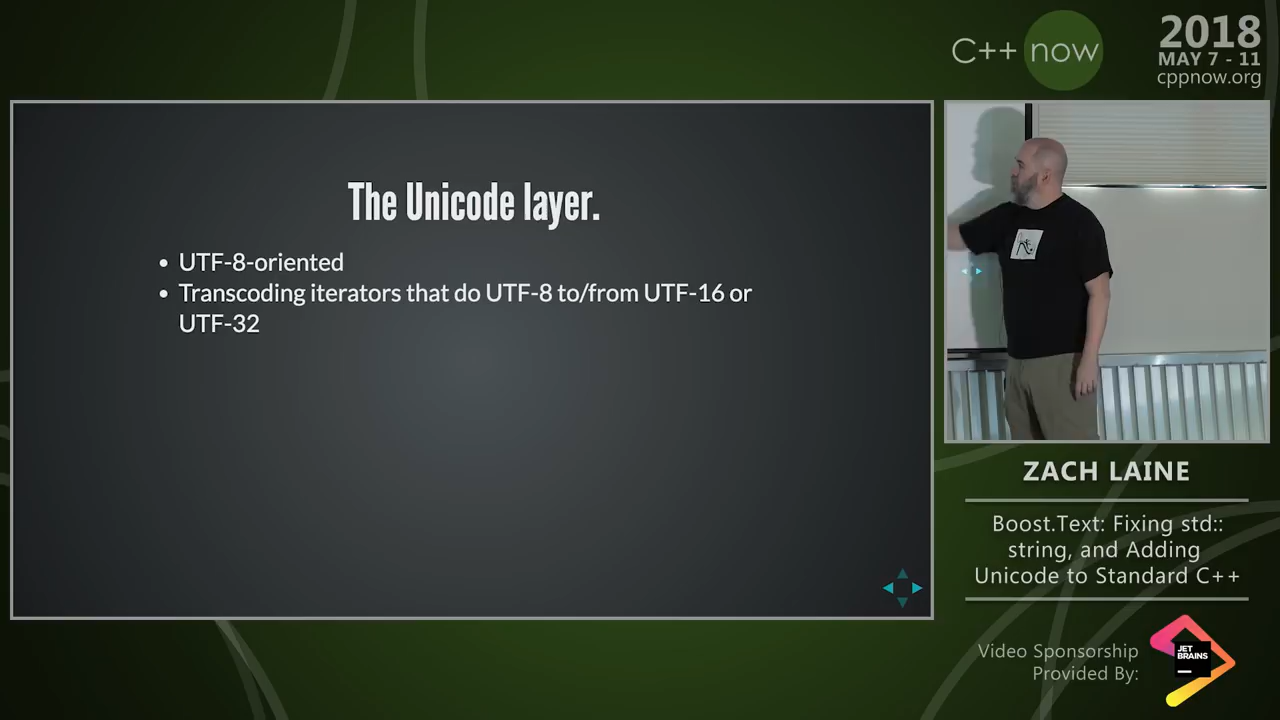 C++ now
2018
MAY 7 - 11
cppnow.org
The Unicode layer.
• UTF-8-oriented
• Transcoding iterators that do UTF-8 to/from UTF-16 or
UTF-32
ZACH LAINE
Boost.Text: Fixing std::
string, and Adding
Unicode to Standard C++
Video Sponsorship
Provided By:
JET
BRAINS